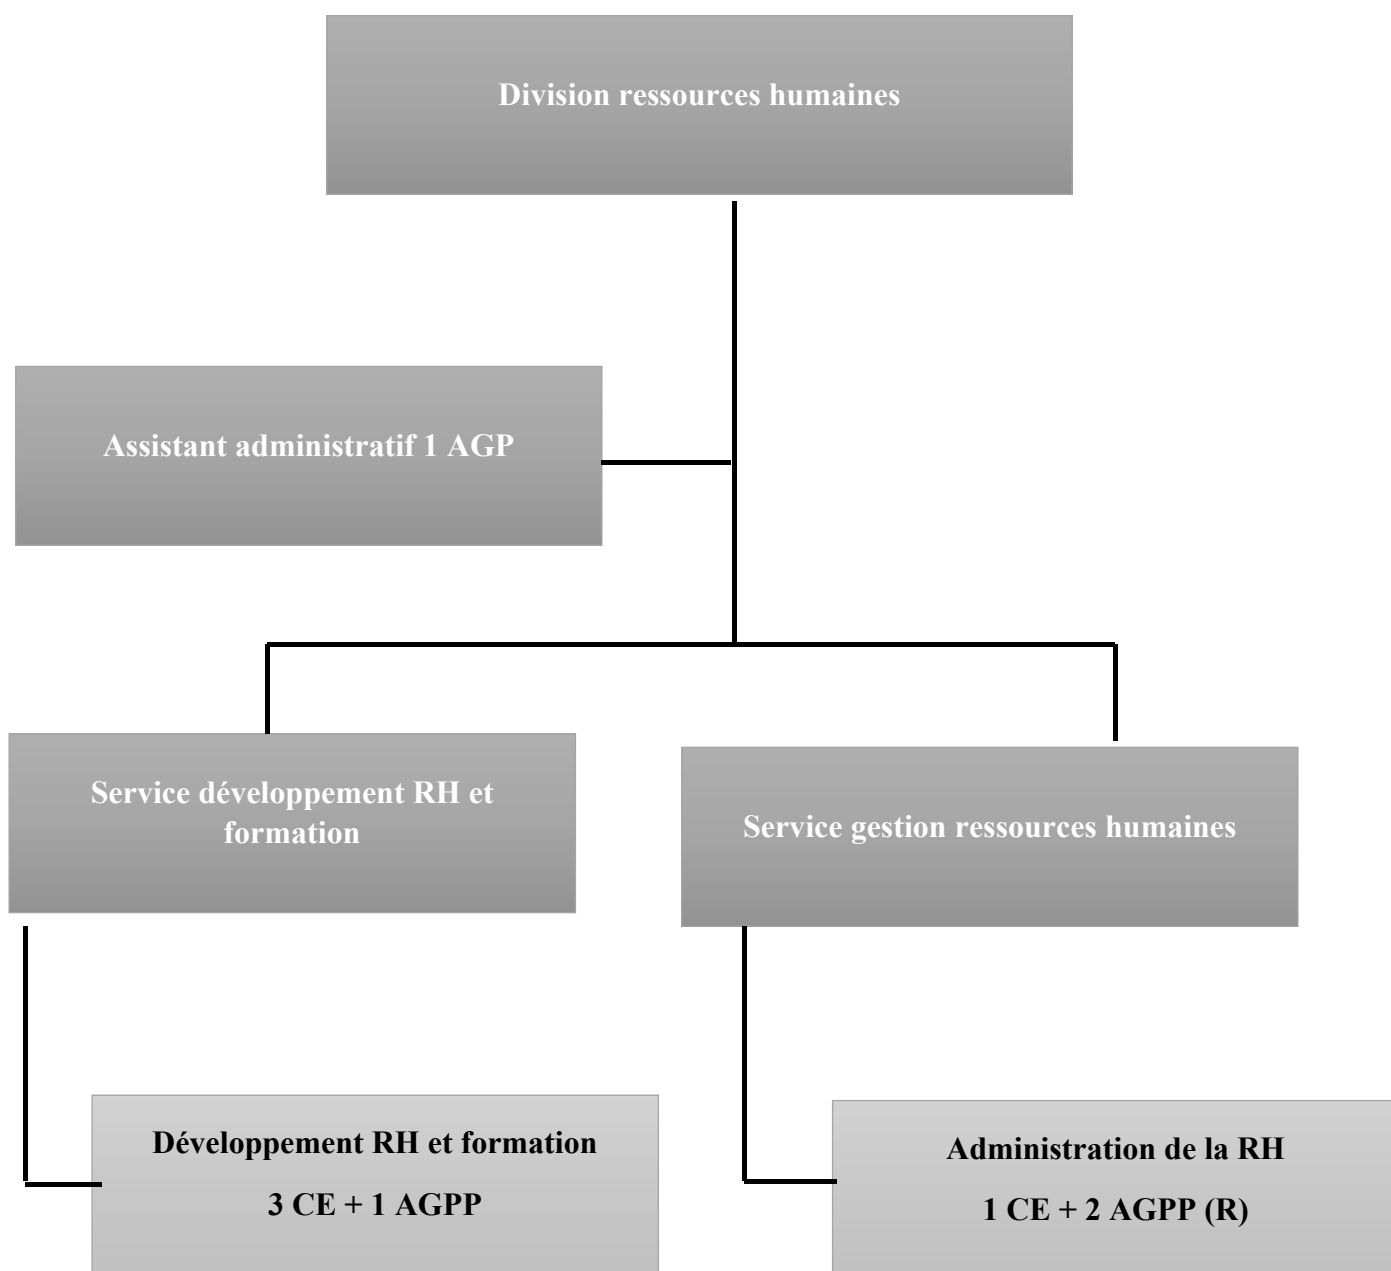 Division ressources humaines
Assistant administratif 1 AGP
Service développement RH et
formation
Service gestion ressources humaines
Développement RH et formation
3 CE + 1 AGPP
Administration de la RH
1 CE + 2 AGPP (R)